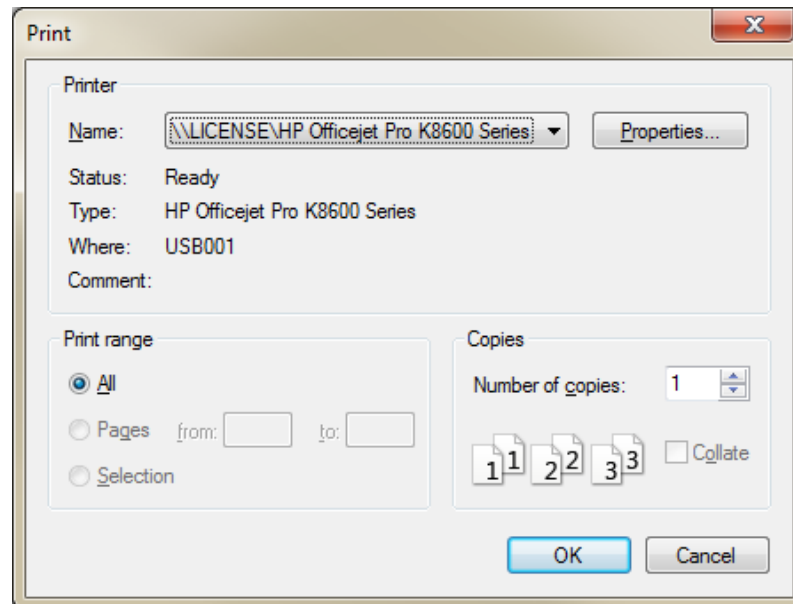 Print
Printer
Name: \\LICENSE\HP Officejet Pro K8600 Series Properties...
Status: Ready
Type: HP Officejet Pro K8600 Series
Where: USB001
Comment:
Print range
All
Pages from: to:
Selection
Copies
Number of copies: 1
1 1 2 2 3 3 Collate
OK Cancel